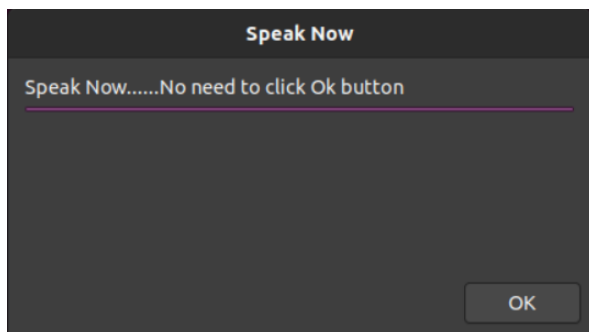 Speak Now
Speak Now......No need to click Ok button
OK